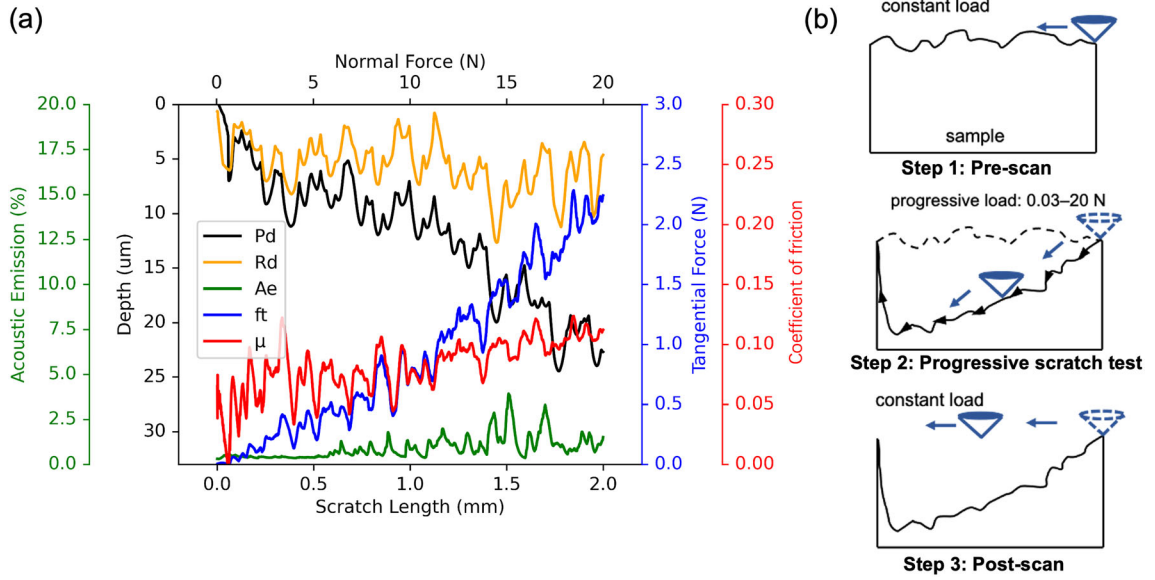 (a)
Normal Force (N)
0 5 10 15 20
Acoustic Emission (%)
20.0
17.5
15.0
12.5
10.0
7.5
5.0
2.5
0.0
Depth (um)
0
5
10
15
20
25
30
Pd
Rd
Ae
ft
μ
0.0 0.5 1.0 1.5 2.0
Scratch Length (mm)
Tangential Force (N)
3.0
2.5
2.0
1.5
1.0
0.5
0.0
Coefficient of friction
0.30
0.25
0.20
0.15
0.10
0.05
0.00
(b)
constant load
sample
Step 1: Pre-scan
progressive load: 0.03–20 N
Step 2: Progressive scratch test
constant load
Step 3: Post-scan